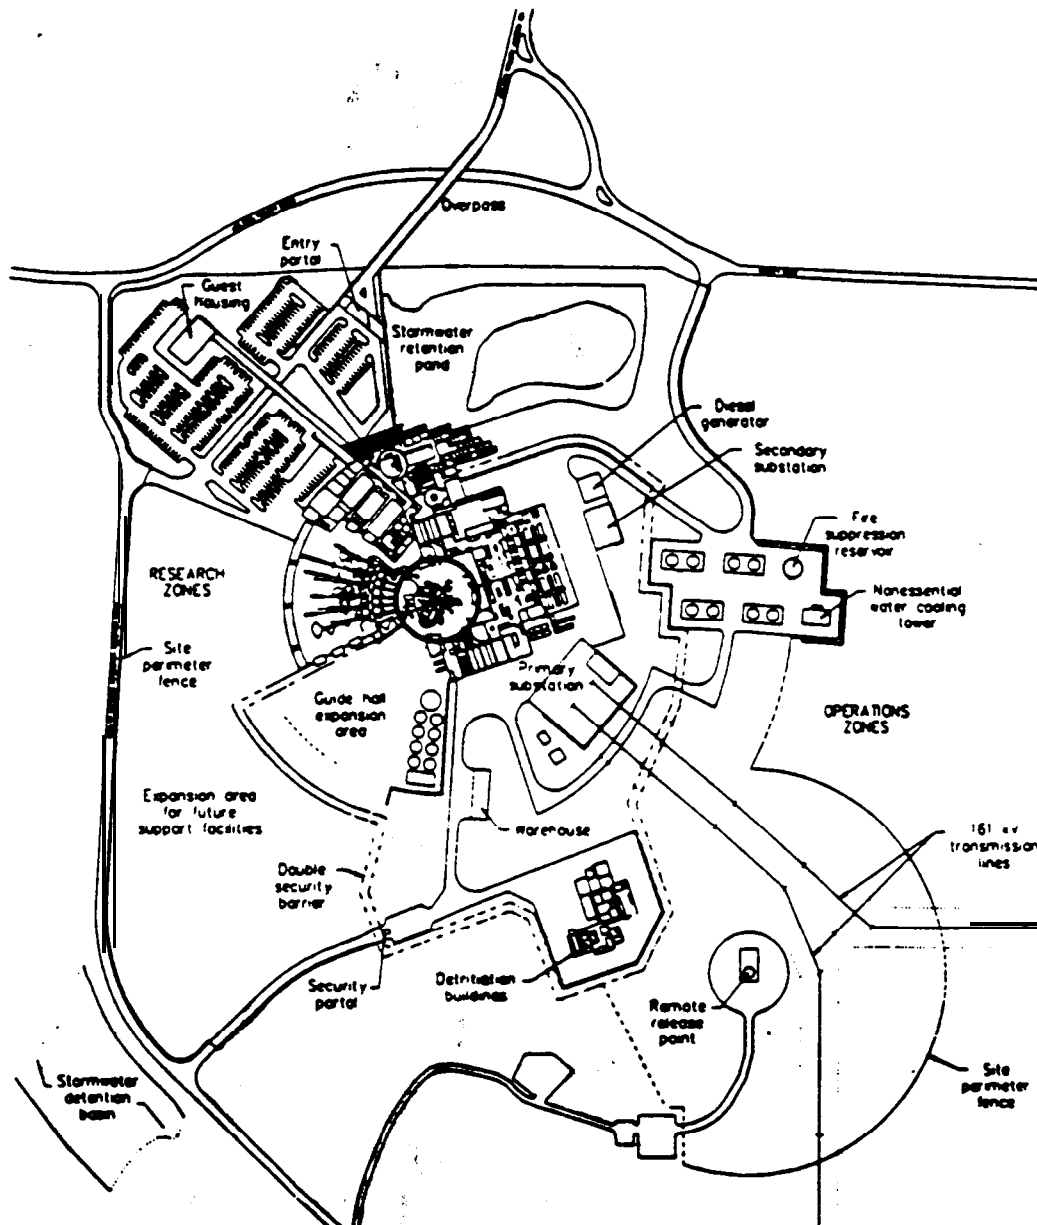 Overpass
Entry
portal
Guest
Housing
Stormwater
retention
pond
Diesel
generator
Secondary
substation
Fire
suppression
reservoir
RESEARCH
ZONES
Nonessential
water cooling
tower
Site
perimeter
fence
Primary
substation
Guide hall
expansion
area
OPERATIONS
ZONES
Expansion area
for future
support facilities
Warehouse
161 kV
transmission
lines
Double
security
barrier
Security
portal
Detritiation
buildings
Remote
release
point
Site
perimeter
fence
Stormwater
detention
basin